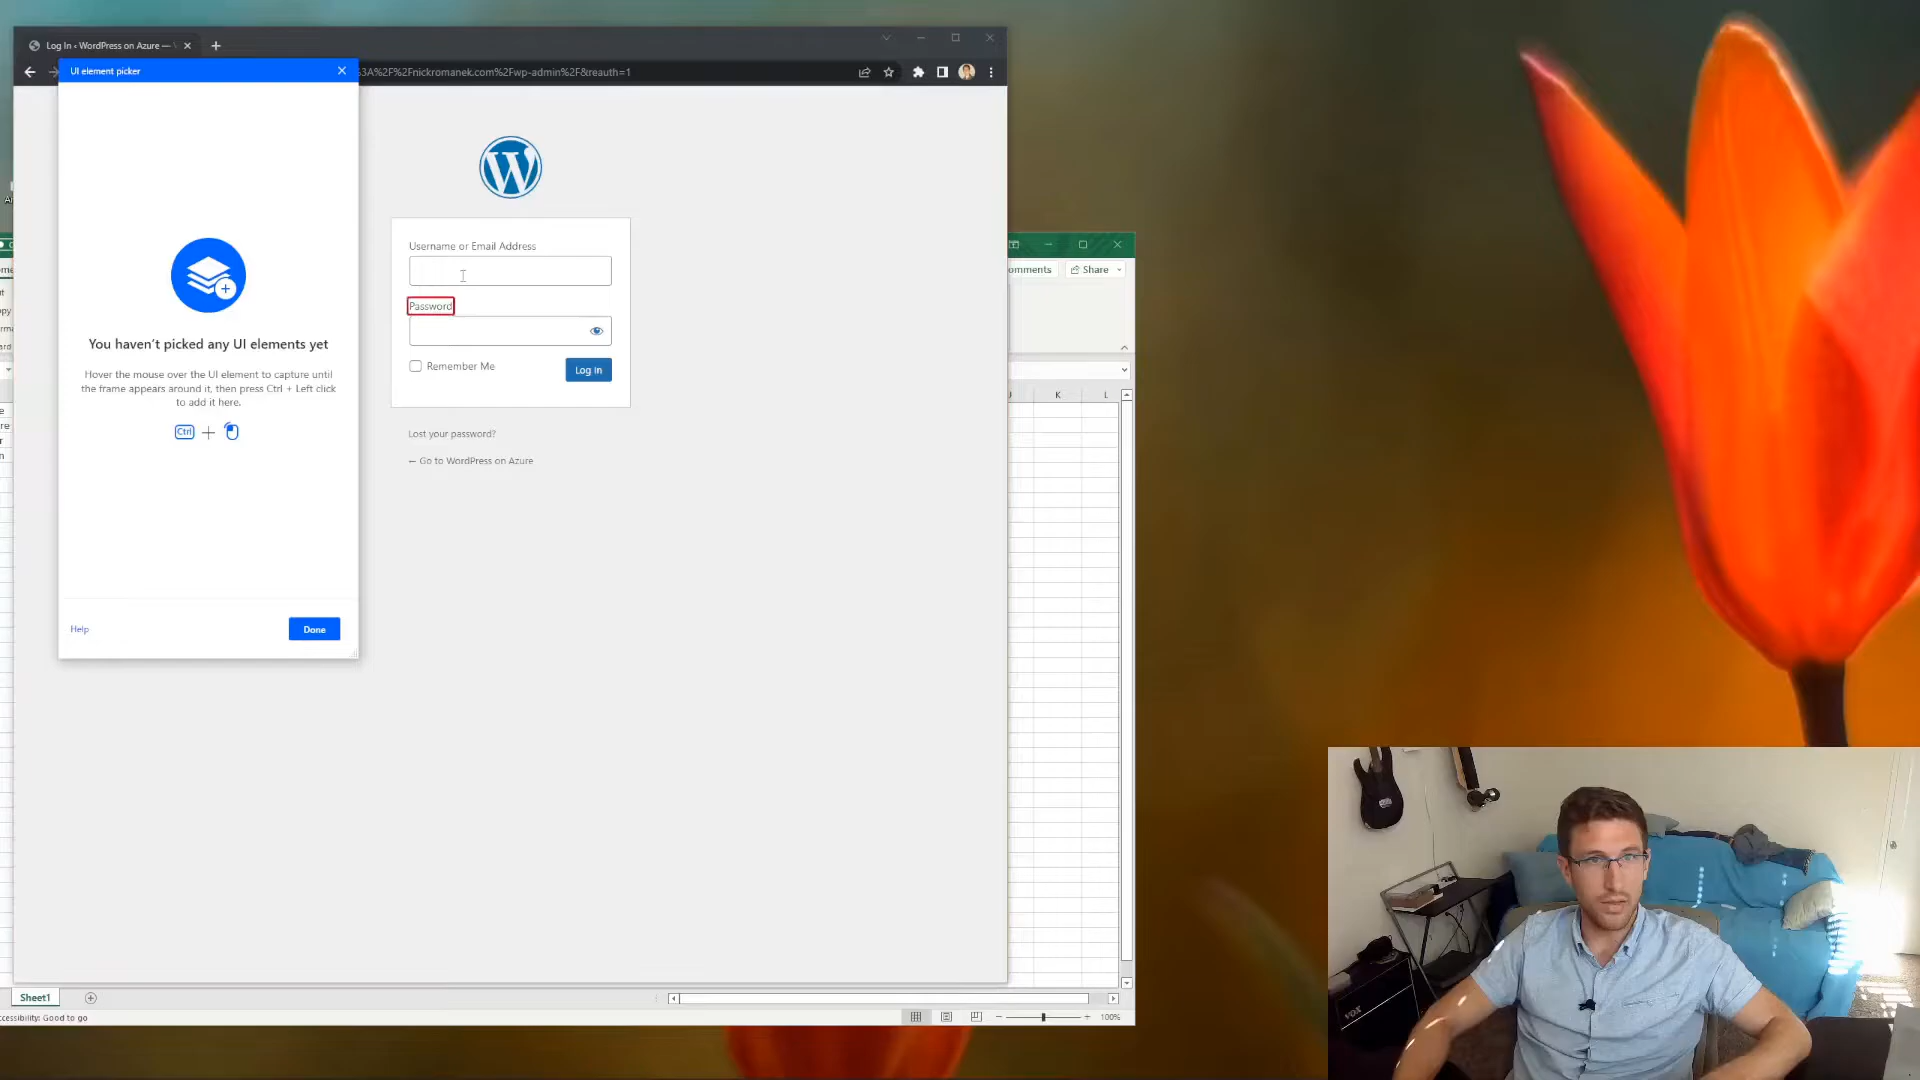 Log In ‹ WordPress on Azure —
UI element picker
3A%2F%2Fnickromanek.com%2Fwp-admin%2F&reauth=1
You haven't picked any UI elements yet
Hover the mouse over the UI element to capture until
the frame appears around it, then press Ctrl + Left click
to add it here.
Ctrl +
Help
Done
W
Username or Email Address
Password
Remember Me
Log in
Lost your password?
← Go to WordPress on Azure
omments
Share
K
L
Sheet1
ccessibility: Good to go
100%
VOX